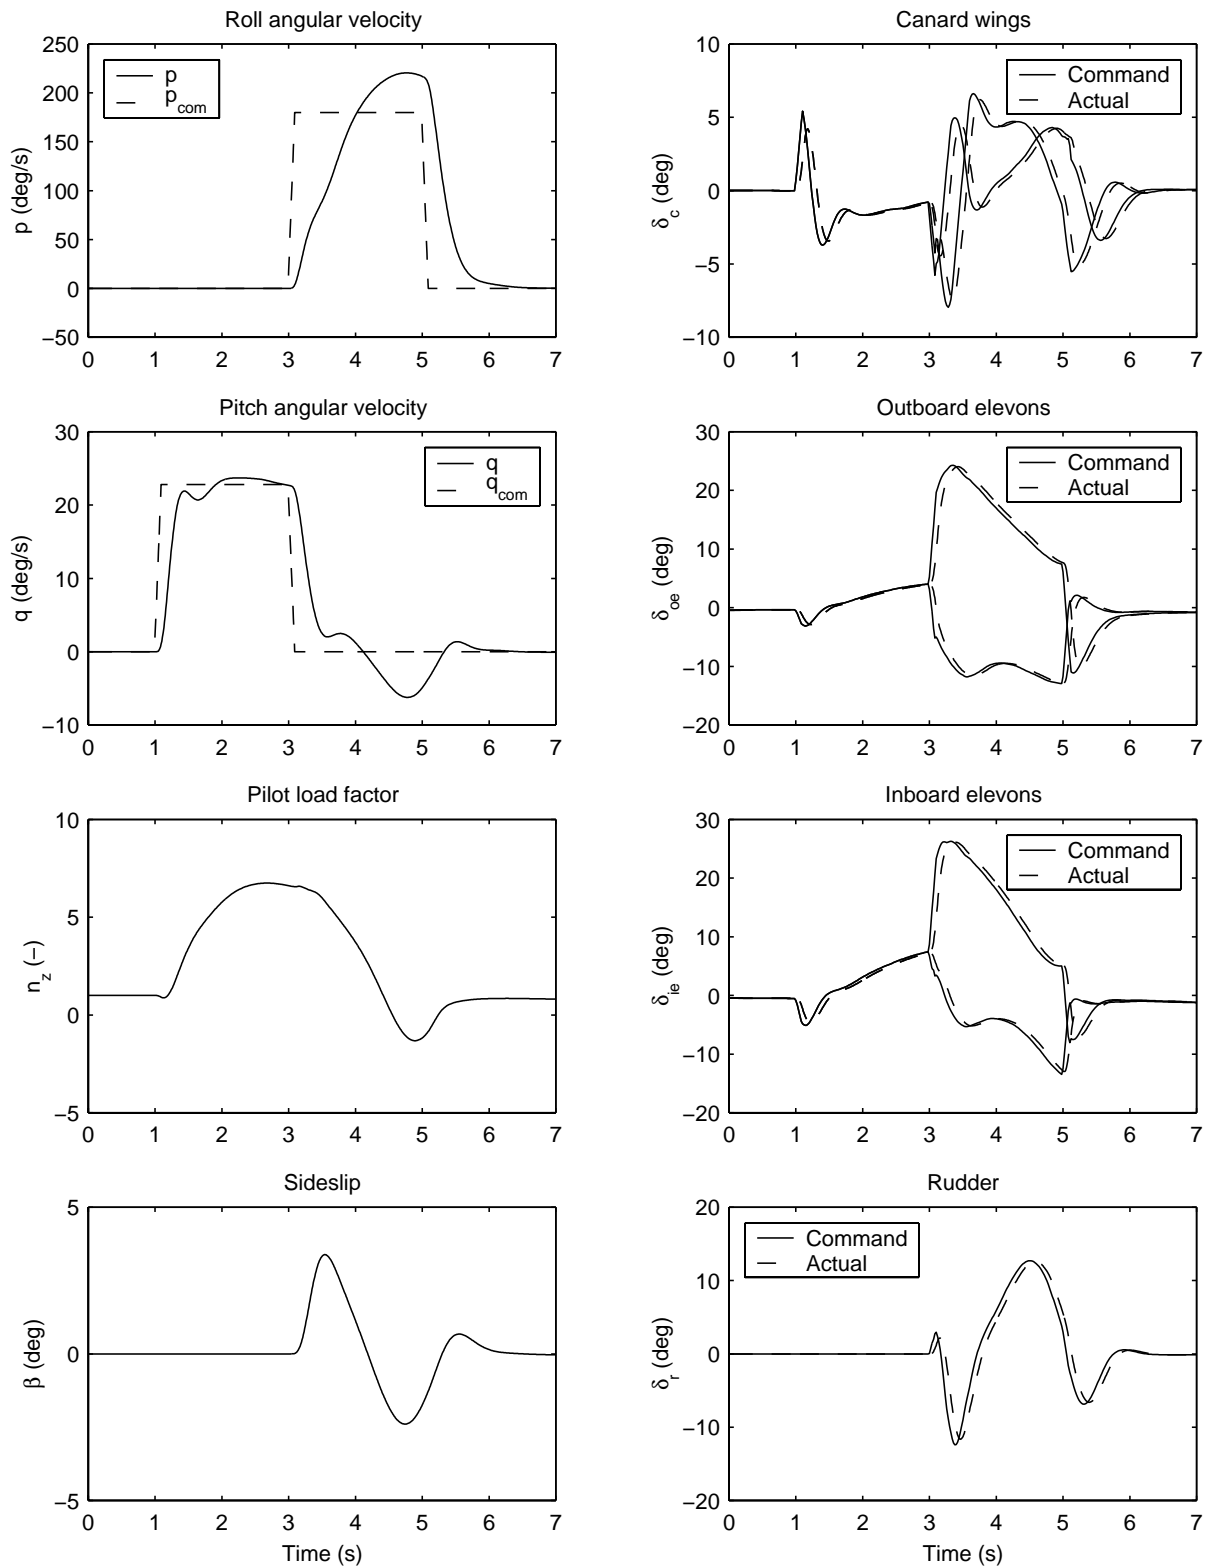 Roll angular velocity
p (deg/s)
250
200
150
100
50
0
−50
0 1 2 3 4 5 6 7
p
p_com
Canard wings
δ_c (deg)
10
5
0
−5
−10
0 1 2 3 4 5 6 7
Command
Actual
Pitch angular velocity
q (deg/s)
30
20
10
0
−10
0 1 2 3 4 5 6 7
q
q_com
Outboard elevons
δ_oe (deg)
30
20
10
0
−10
−20
0 1 2 3 4 5 6 7
Command
Actual
Pilot load factor
n_z (−)
10
5
0
−5
0 1 2 3 4 5 6 7
Inboard elevons
δ_ie (deg)
30
20
10
0
−10
−20
0 1 2 3 4 5 6 7
Command
Actual
Sideslip
β (deg)
5
0
−5
0 1 2 3 4 5 6 7
Time (s)
Rudder
δ_r (deg)
20
10
0
−10
−20
0 1 2 3 4 5 6 7
Command
Actual
Time (s)